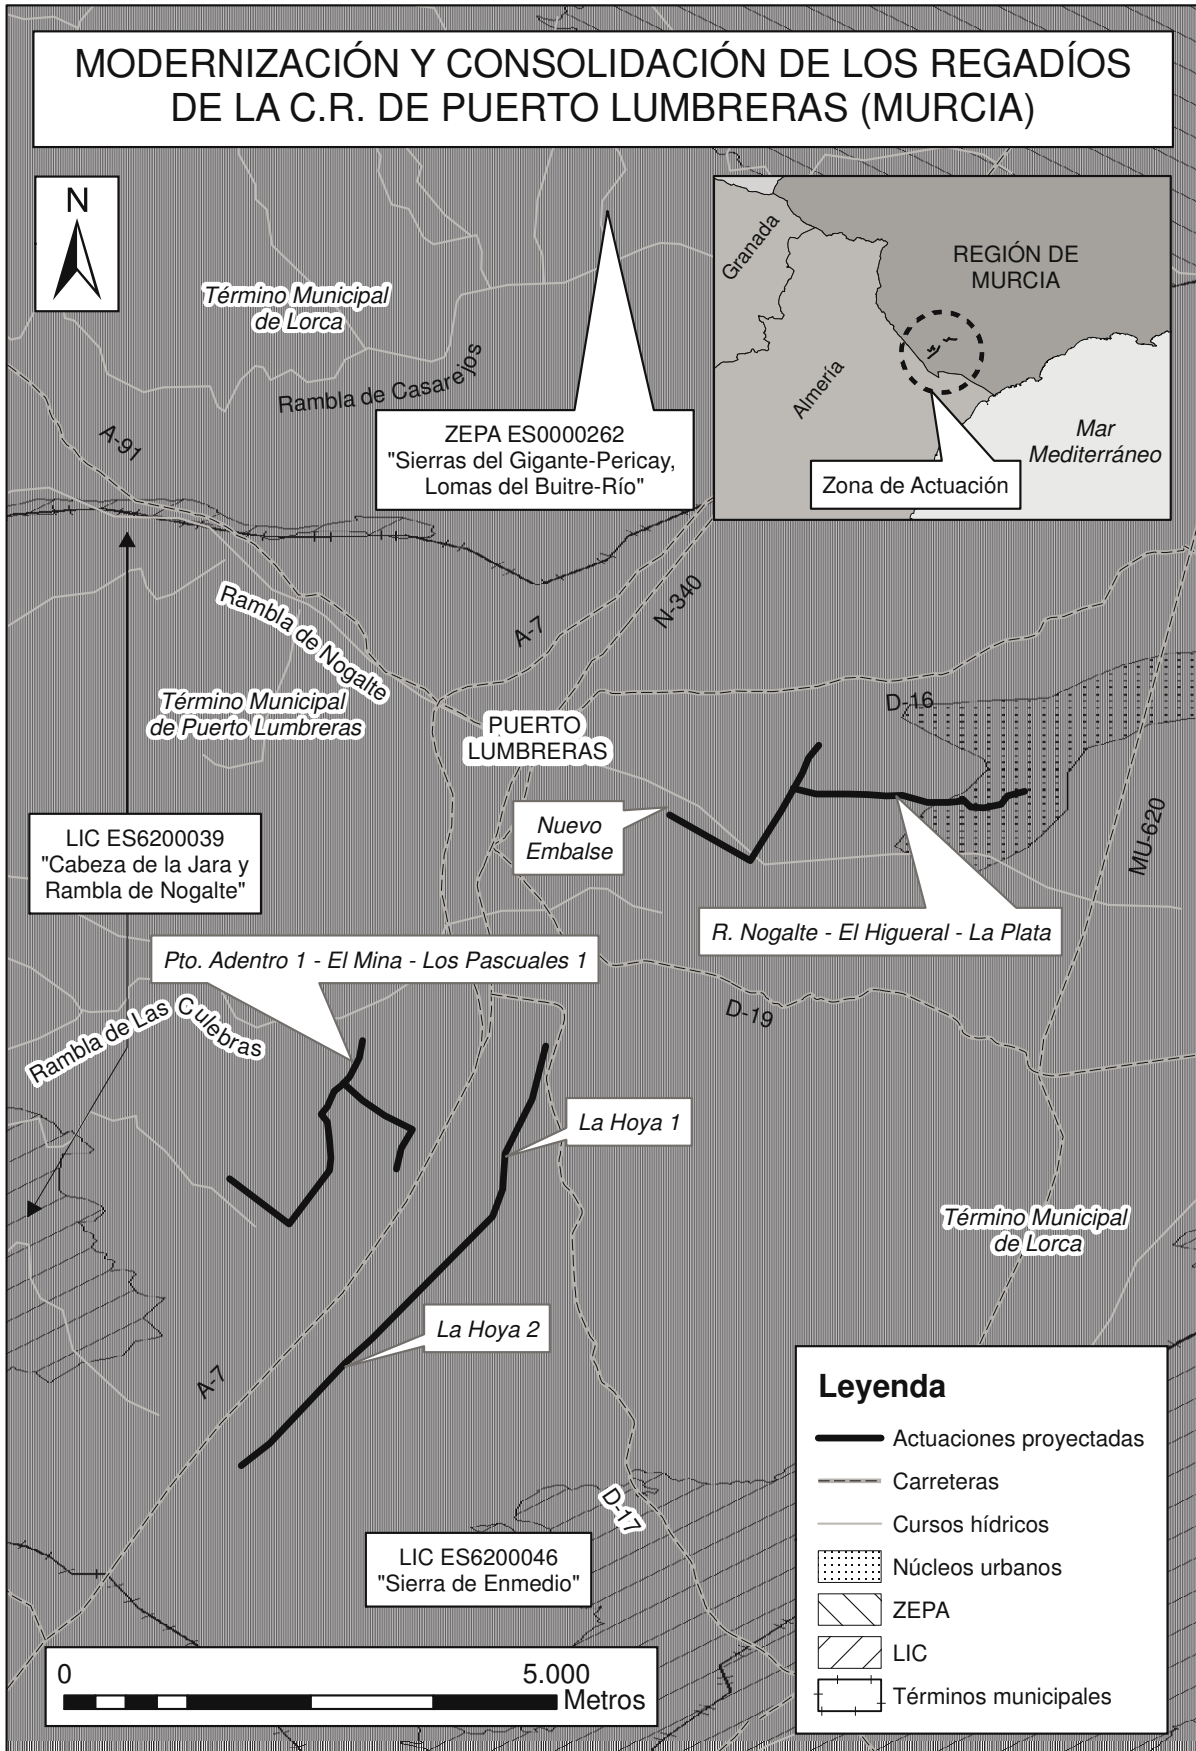 MODERNIZACIÓN Y CONSOLIDACIÓN DE LOS REGADÍOS
DE LA C.R. DE PUERTO LUMBRERAS (MURCIA)
N
Granada
REGIÓN DE
MURCIA
Almería
Mar
Mediterráneo
Zona de Actuación
Término Municipal
de Lorca
Rambla de Casarejos
A-91
ZEPA ES0000262
"Sierras del Gigante-Pericay,
Lomas del Buitre-Río"
Rambla de Nogalte
A-7
N-340
Término Municipal
de Puerto Lumbreras
PUERTO
LUMBRERAS
D-16
MU-620
Nuevo
Embalse
LIC ES6200039
"Cabeza de la Jara y
Rambla de Nogalte"
R. Nogalte - El Higueral - La Plata
Pto. Adentro 1 - El Mina - Los Pascuales 1
Rambla de Las Culebras
D-19
La Hoya 1
Término Municipal
de Lorca
La Hoya 2
A-7
D-17
LIC ES6200046
"Sierra de Enmedio"
Leyenda
Actuaciones proyectadas
Carreteras
Cursos hídricos
Núcleos urbanos
ZEPA
LIC
Términos municipales
0 5.000
Metros